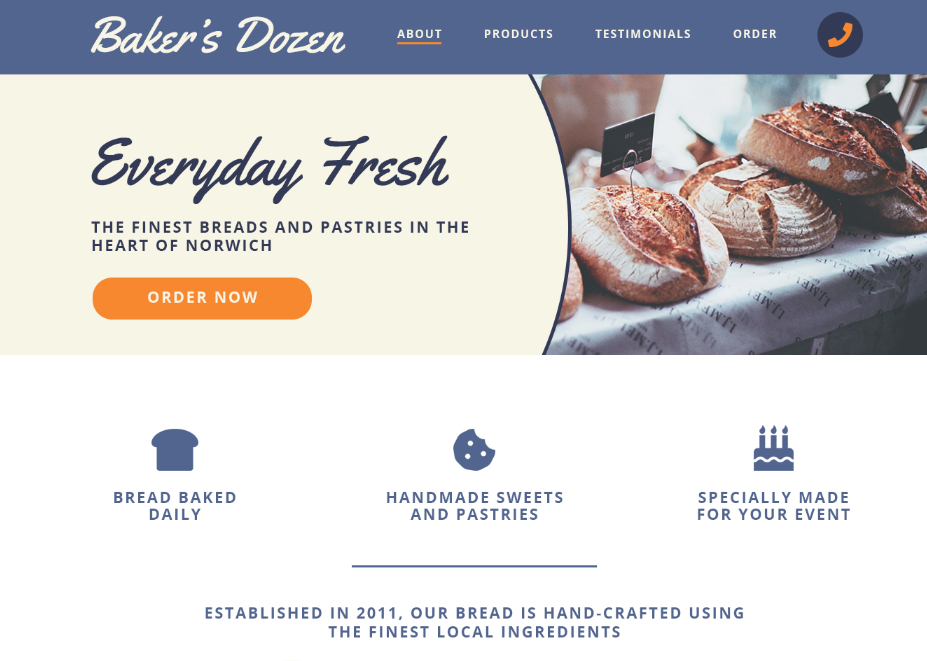 Baker's Dozen
ABOUT PRODUCTS TESTIMONIALS ORDER
Everyday Fresh
THE FINEST BREADS AND PASTRIES IN THE
HEART OF NORWICH
ORDER NOW
BREAD BAKED
DAILY
HANDMADE SWEETS
AND PASTRIES
SPECIALLY MADE
FOR YOUR EVENT
ESTABLISHED IN 2011, OUR BREAD IS HAND-CRAFTED USING
THE FINEST LOCAL INGREDIENTS